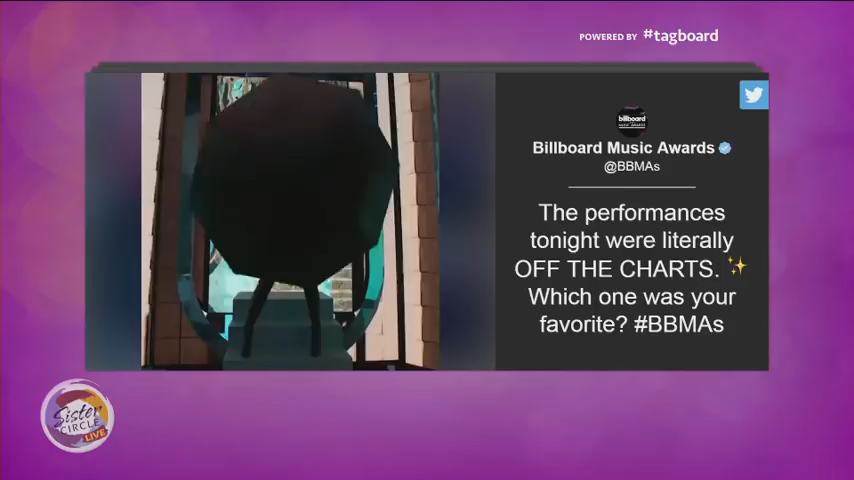 POWERED BY #tagboard
billboard
Billboard Music Awards
@BBMAs
The performances
tonight were literally
OFF THE CHARTS. ✨
Which one was your
favorite? #BBMAs
Sister
CIRCLE
LIVE